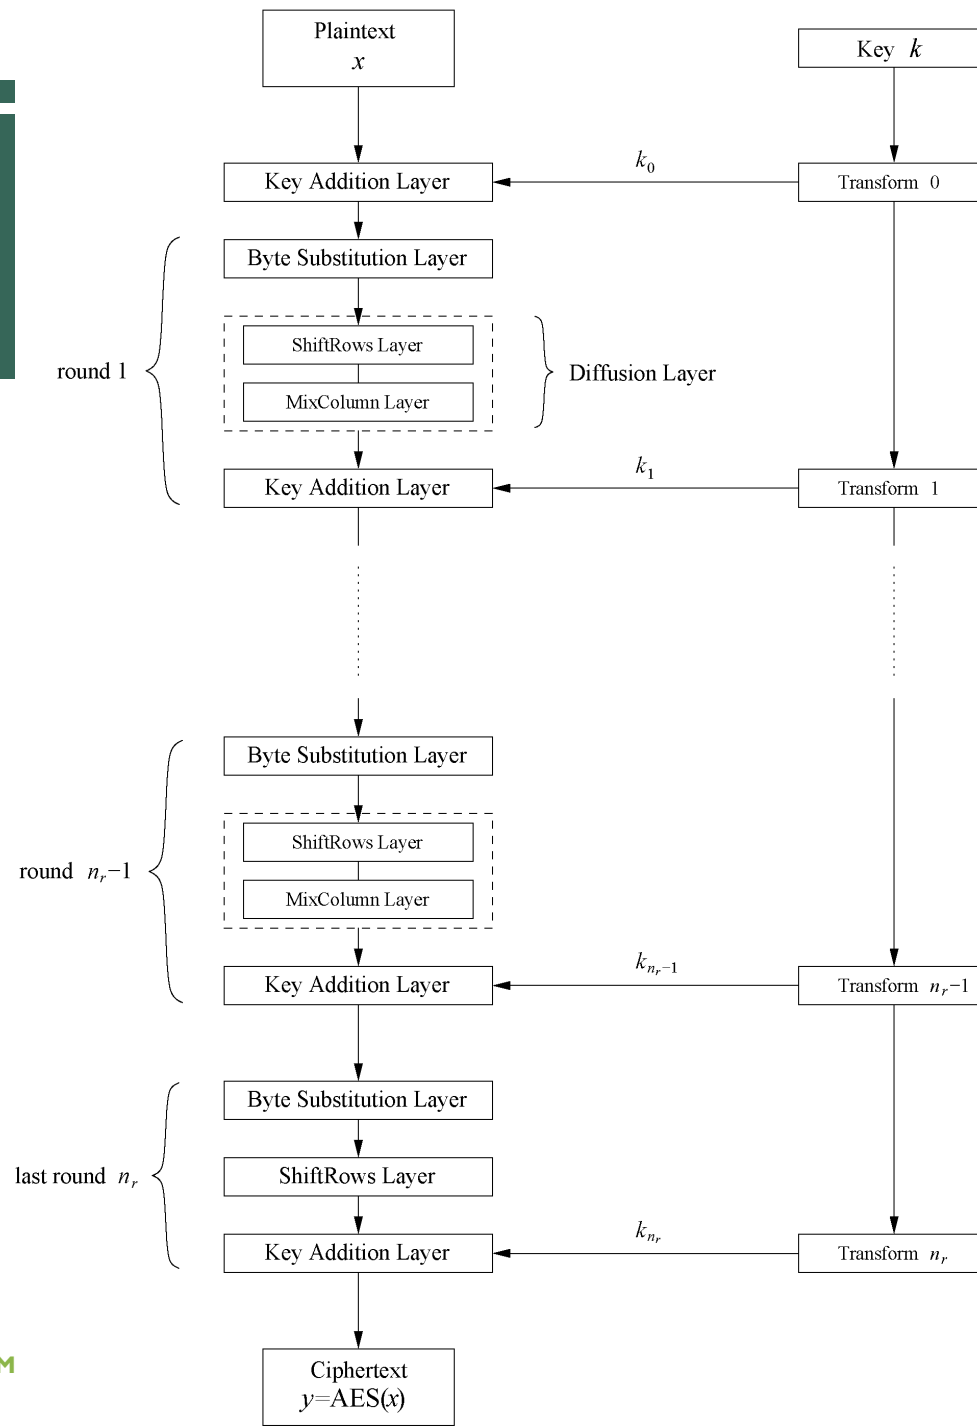 Plaintext
x
Key k
k0
Key Addition Layer
Transform 0
Byte Substitution Layer
ShiftRows Layer
round 1
Diffusion Layer
MixColumn Layer
k1
Key Addition Layer
Transform 1
Byte Substitution Layer
ShiftRows Layer
round nr−1
MixColumn Layer
knr−1
Key Addition Layer
Transform nr−1
Byte Substitution Layer
last round nr
ShiftRows Layer
knr
Key Addition Layer
Transform nr
Ciphertext
y=AES(x)
M